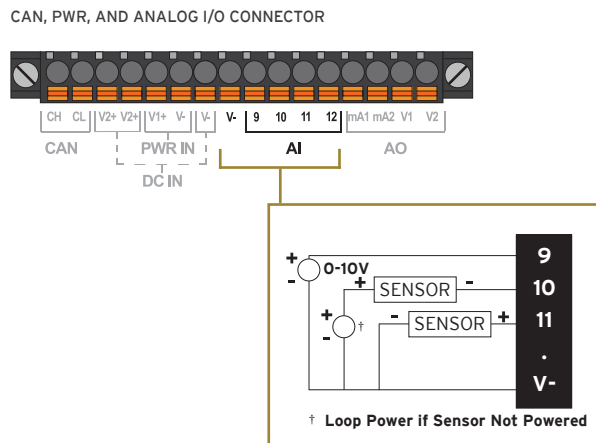 CAN, PWR, AND ANALOG I/O CONNECTOR
CH CL V2+ V2+ V1+ V- V- V- 9 10 11 12 mA1 mA2 V1 V2
CAN PWR IN AI AO
DC IN
+ 0-10V -
+ SENSOR -
+ † -
- SENSOR +
9
10
11
.
V-
† Loop Power if Sensor Not Powered